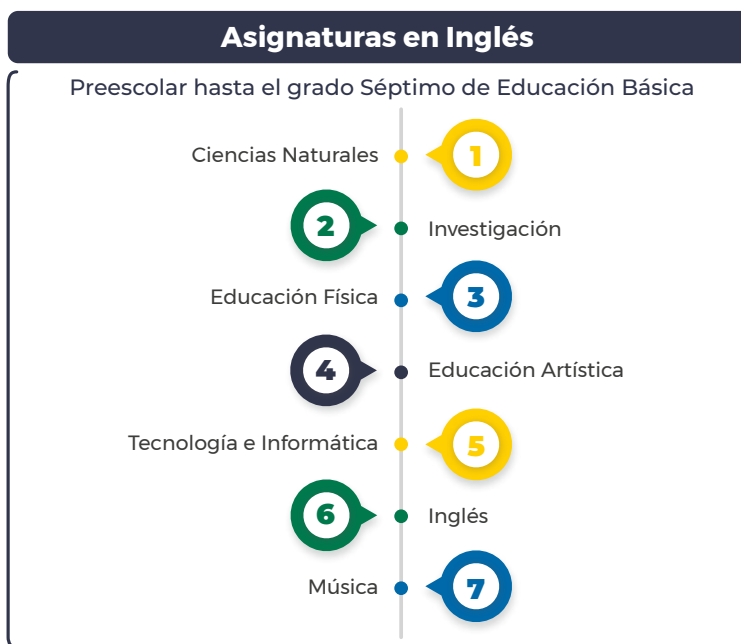 Asignaturas en Inglés
Preescolar hasta el grado Séptimo de Educación Básica
Ciencias Naturales
1
2
Investigación
Educación Física
3
4
Educación Artística
Tecnología e Informática
5
6
Inglés
Música
7